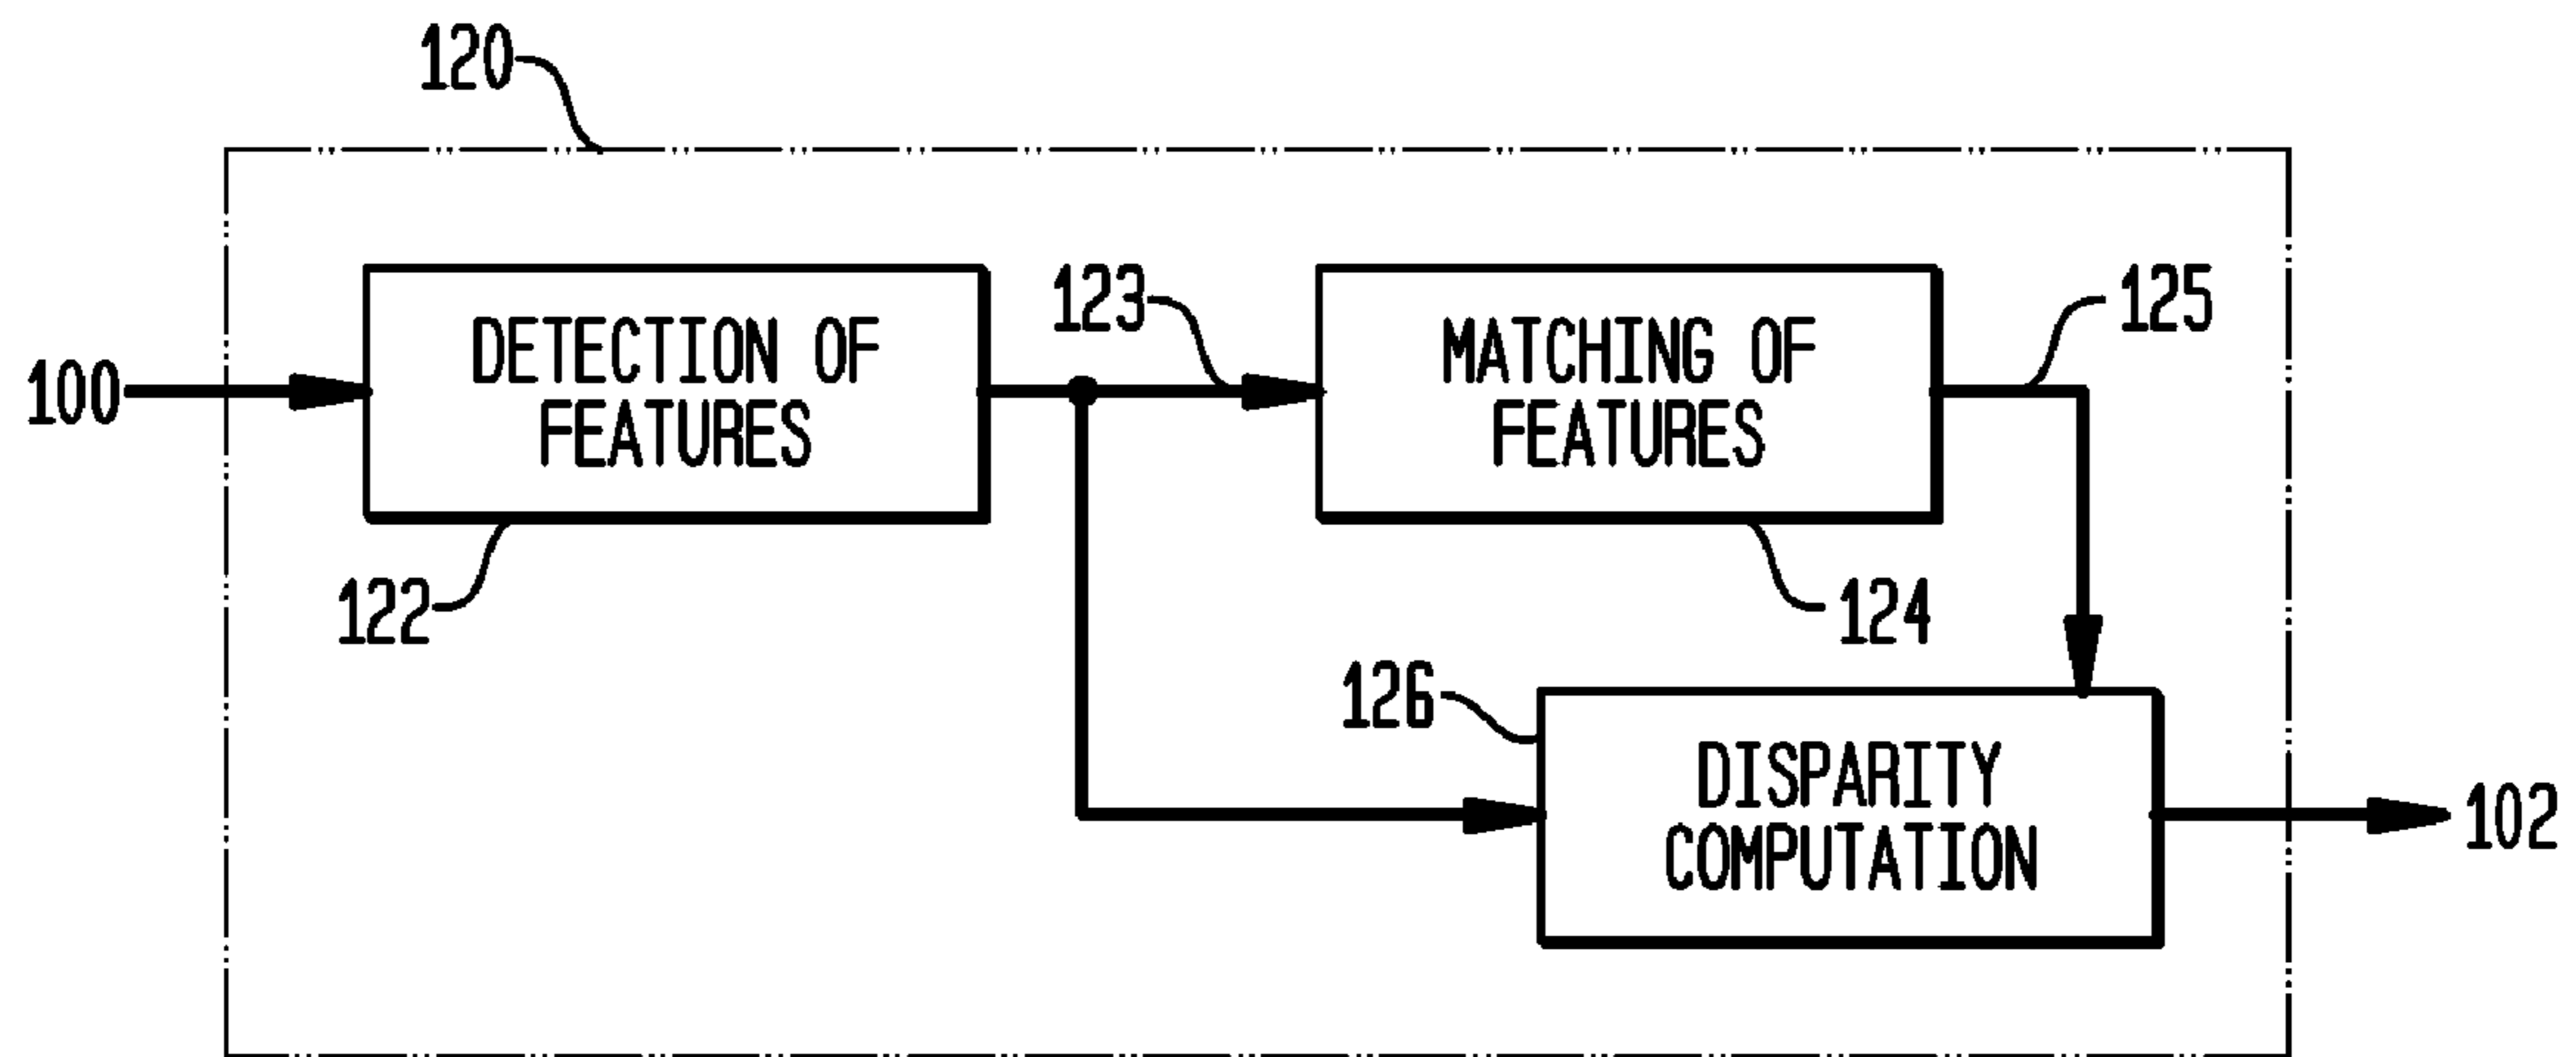 120
100
DETECTION OF
FEATURES
122
123
MATCHING OF
FEATURES
124
125
126
DISPARITY
COMPUTATION
102